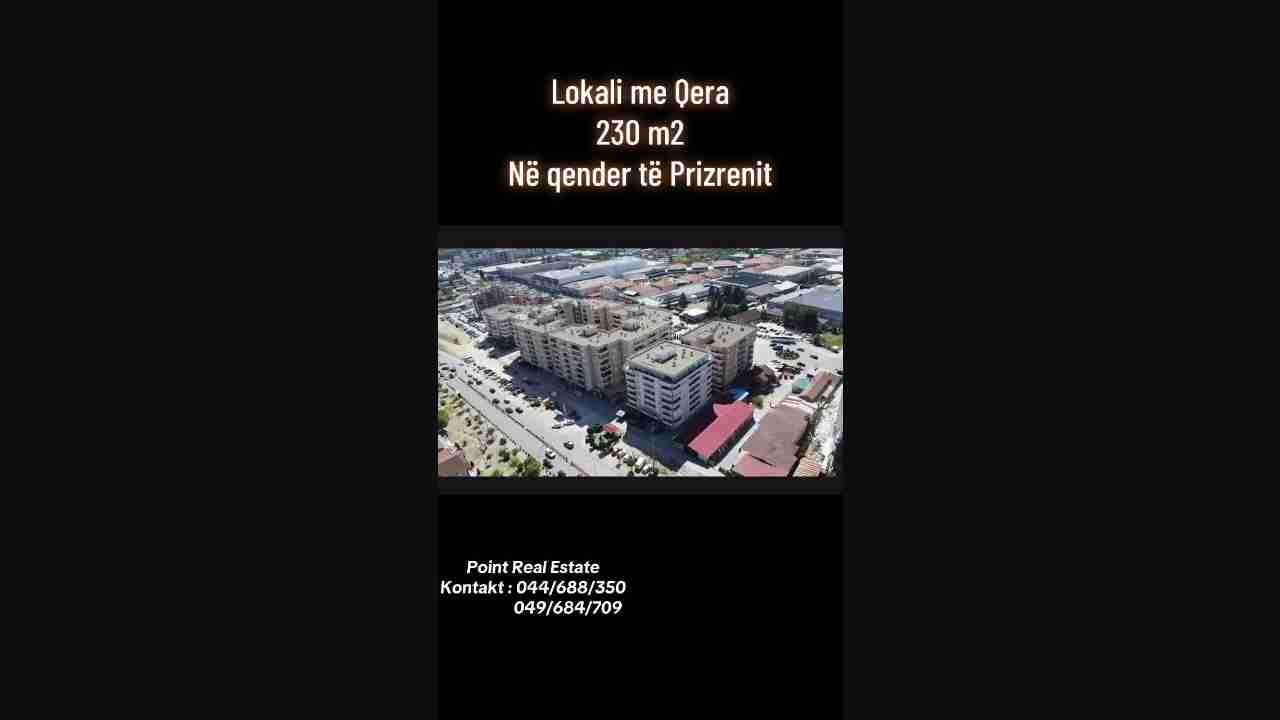 Lokali me Qera
230 m2
Në qender të Prizrenit
Point Real Estate
Kontakt : 044/688/350
049/684/709